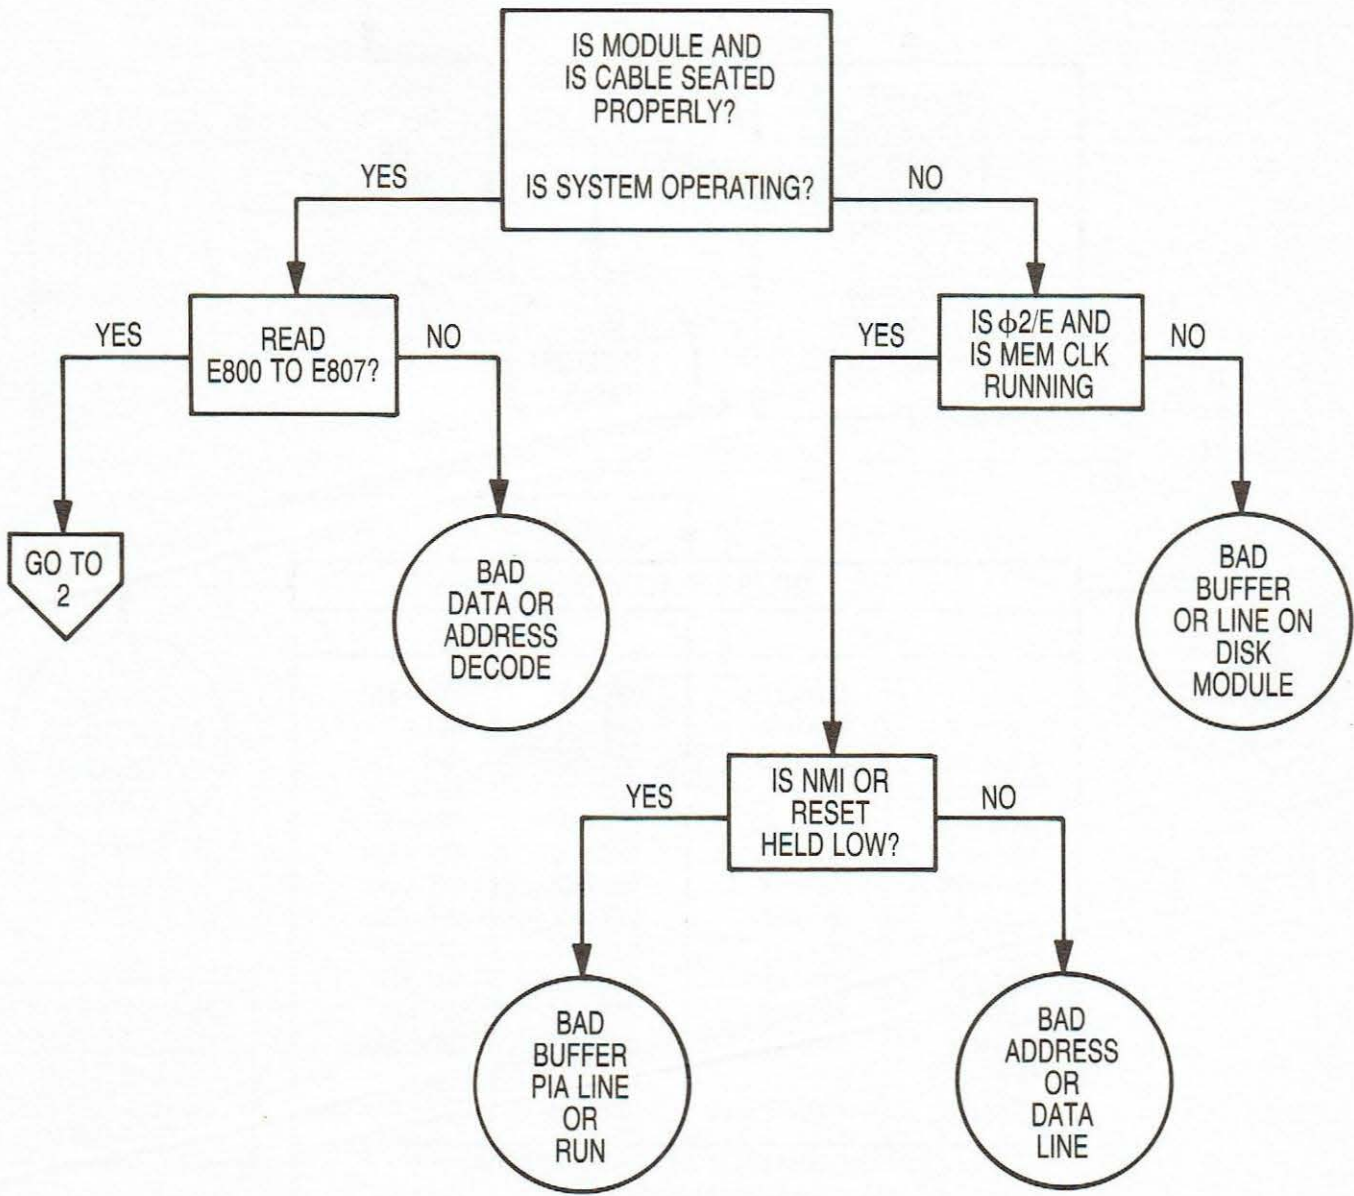 IS MODULE AND
IS CABLE SEATED
PROPERLY?
IS SYSTEM OPERATING?
YES
NO
READ
E800 TO E807?
YES
NO
IS ϕ2/E AND
IS MEM CLK
RUNNING
YES
NO
GO TO
2
BAD
DATA OR
ADDRESS
DECODE
BAD
BUFFER
OR LINE ON
DISK
MODULE
IS NMI OR
RESET
HELD LOW?
YES
NO
BAD
BUFFER
PIA LINE
OR
RUN
BAD
ADDRESS
OR
DATA
LINE